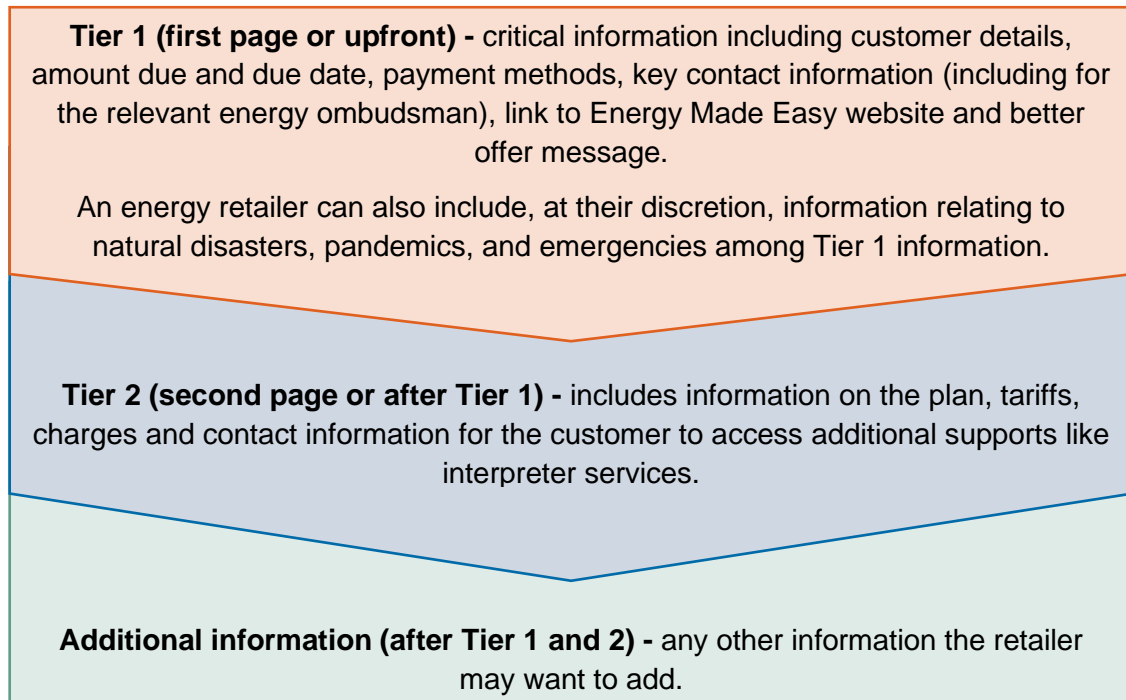 Tier 1 (first page or upfront) - critical information including customer details,
amount due and due date, payment methods, key contact information (including for
the relevant energy ombudsman), link to Energy Made Easy website and better
offer message.
An energy retailer can also include, at their discretion, information relating to
natural disasters, pandemics, and emergencies among Tier 1 information.
Tier 2 (second page or after Tier 1) - includes information on the plan, tariffs,
charges and contact information for the customer to access additional supports like
interpreter services.
Additional information (after Tier 1 and 2) - any other information the retailer
may want to add.